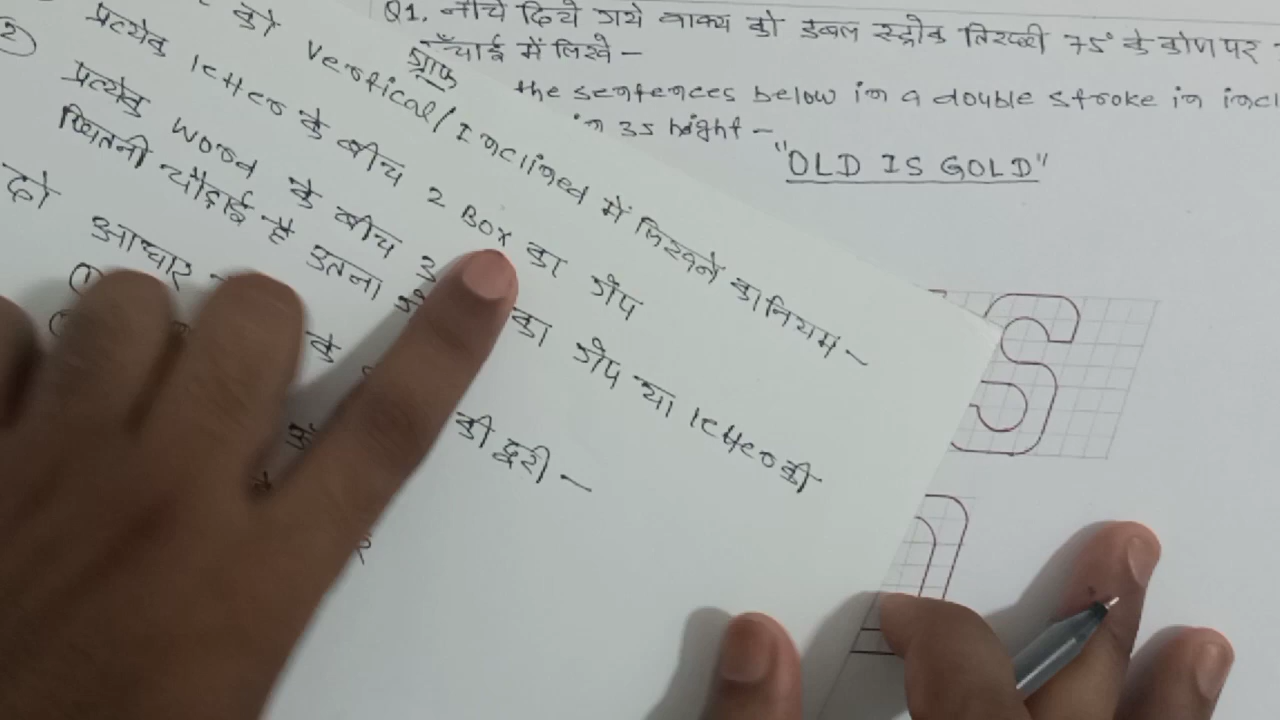 Q1. नीचे दिये गये वाक्य को डबल स्ट्रोक तिरछी 75° के कोण पर
ऊँचाई में लिखे –
the sentences below in a double stroke in incl
in 35 height –
"OLD IS GOLD"
ग्राफ
को Vertical/Inclined में लिखने का नियम –
प्रत्येक letter के बीच 2 Box का गैप
2
प्रत्येक word के बीच 3 का गैप या letter की
जितनी चौड़ाई है उतना
दो आधार के की दूरी –